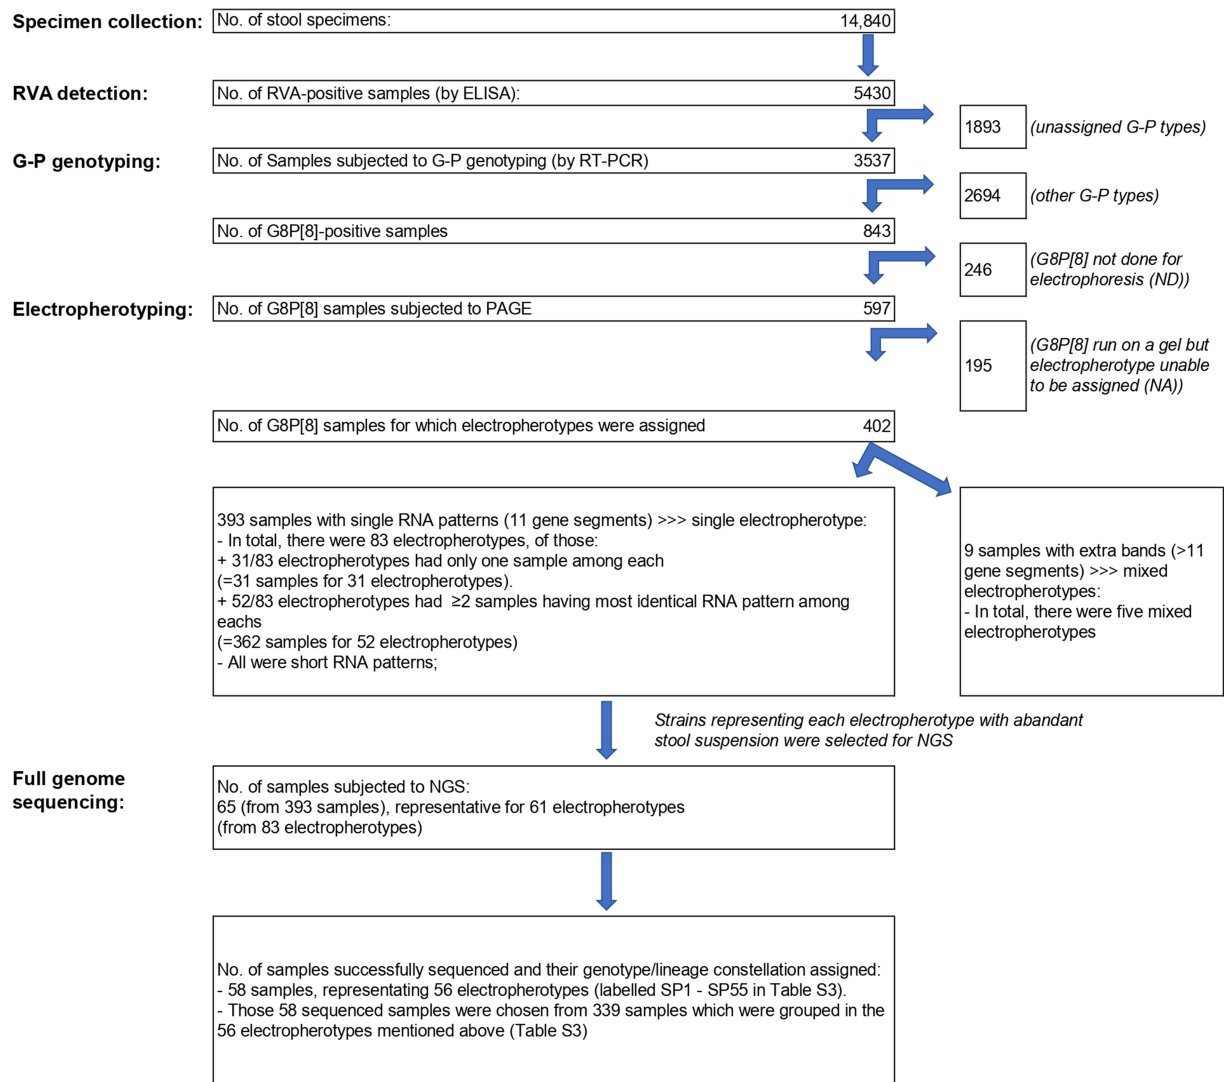 Specimen collection:
No. of stool specimens: 14,840
RVA detection:
No. of RVA-positive samples (by ELISA): 5430
1893 (unassigned G-P types)
G-P genotyping:
No. of Samples subjected to G-P genotyping (by RT-PCR) 3537
2694 (other G-P types)
No. of G8P[8]-positive samples 843
246 (G8P[8] not done for
electrophoresis (ND))
Electropherotyping:
No. of G8P[8] samples subjected to PAGE 597
195 (G8P[8] run on a gel but
electropherotype unable
to be assigned (NA))
No. of G8P[8] samples for which electropherotypes were assigned 402
393 samples with single RNA patterns (11 gene segments) >>> single electropherotype:
- In total, there were 83 electropherotypes, of those:
+ 31/83 electropherotypes had only one sample among each
(=31 samples for 31 electropherotypes).
+ 52/83 electropherotypes had ≥2 samples having most identical RNA pattern among
eachs
(=362 samples for 52 electropherotypes)
- All were short RNA patterns;
9 samples with extra bands (>11
gene segments) >>> mixed
electropherotypes:
- In total, there were five mixed
electropherotypes
Strains representing each electropherotype with abandant
stool suspension were selected for NGS
Full genome
sequencing:
No. of samples subjected to NGS:
65 (from 393 samples), representative for 61 electropherotypes
(from 83 electropherotypes)
No. of samples successfully sequenced and their genotype/lineage constellation assigned:
- 58 samples, representating 56 electropherotypes (labelled SP1 - SP55 in Table S3).
- Those 58 sequenced samples were chosen from 339 samples which were grouped in the
56 electropherotypes mentioned above (Table S3)